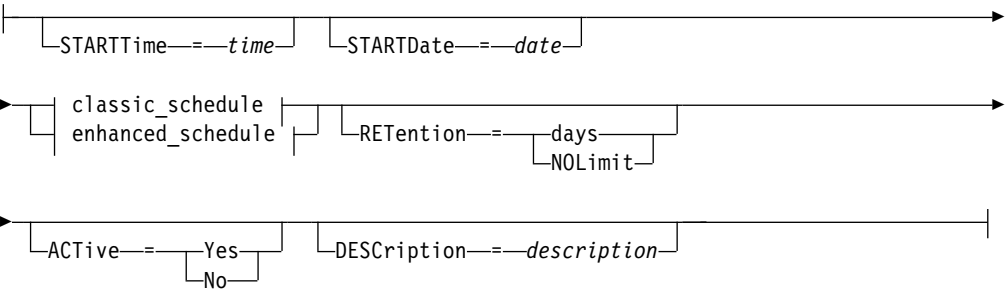 STARTTime = time STARTDate = date
classic_schedule
enhanced_schedule RETention = days
NOLimit
ACTive = Yes DESCription = description
No